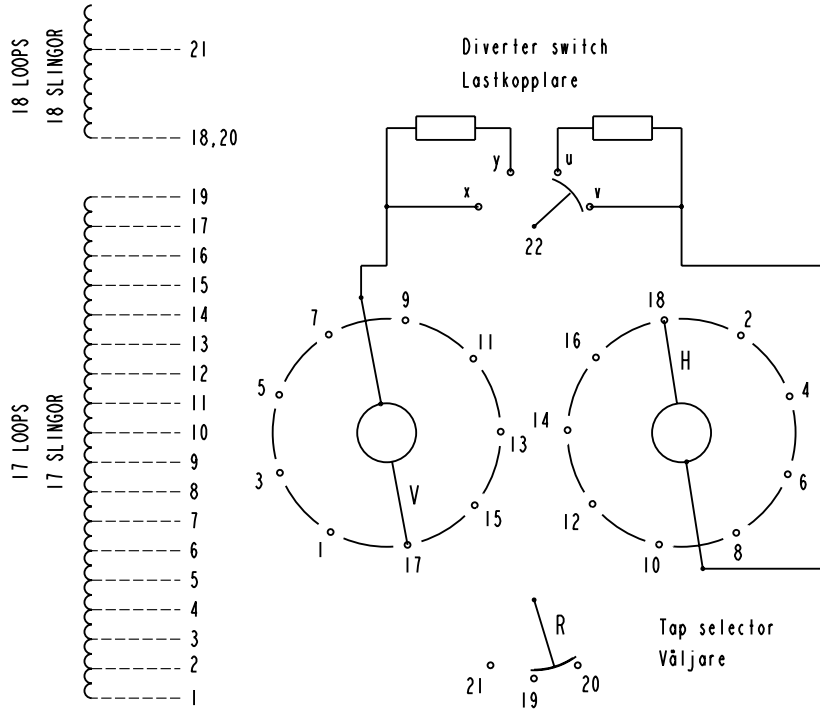 18 LOOPS
18 SLINGOR
21
18,20
17 LOOPS
17 SLINGOR
19
17
16
15
14
13
12
11
10
9
8
7
6
5
4
3
2
1
Diverter switch
Lastkopplare
y
u
x
v
22
7
9
11
5
13
3
V
15
1
17
18
2
16
H
4
14
6
12
10
8
R
21
19
20
Tap selector
Väljare